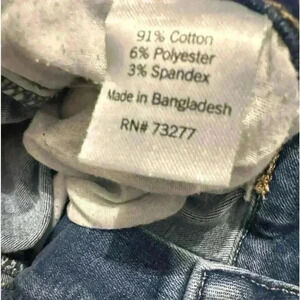 91% Cotton
6% Polyester
3% Spandex
Made in Bangladesh
RN# 73277